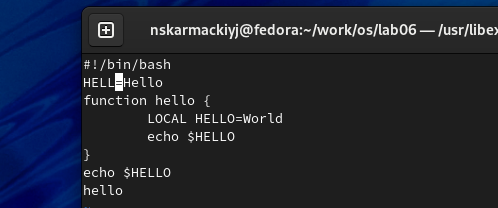 nskarmackiyj@fedora:~/work/os/lab06 — /usr/libex
#!/bin/bash
HELL=Hello
function hello {
        LOCAL HELLO=World
        echo $HELLO
}
echo $HELLO
hello